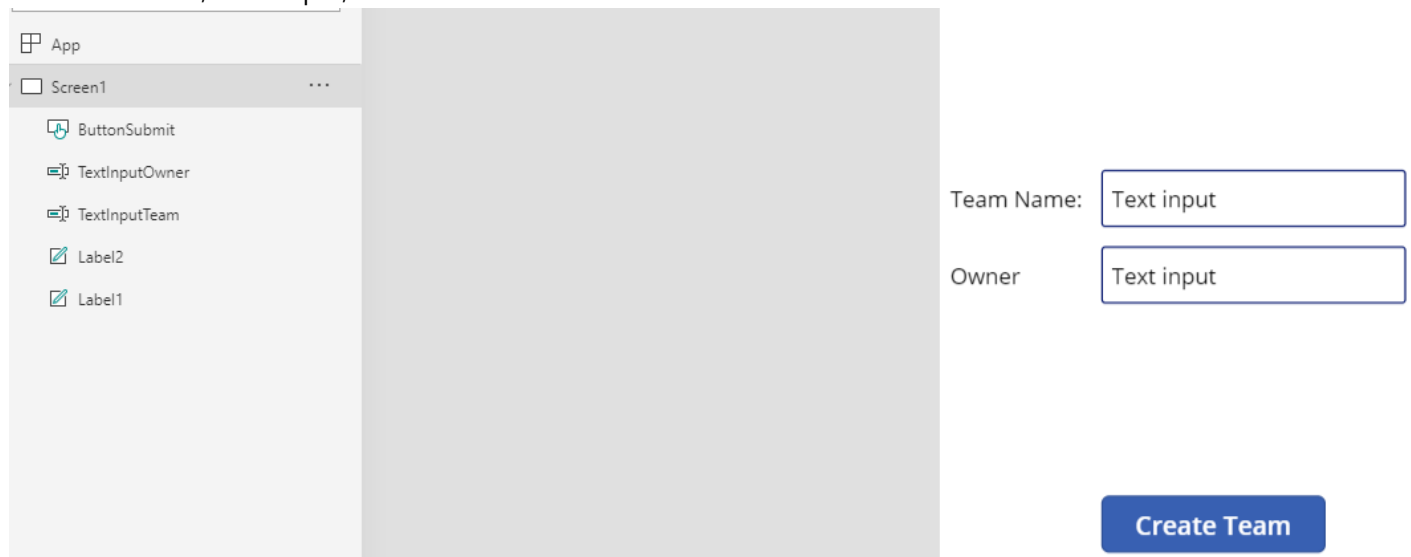 App
Screen1 ...
ButtonSubmit
TextInputOwner
TextInputTeam
Label2
Label1
Team Name: Text input
Owner Text input
Create Team